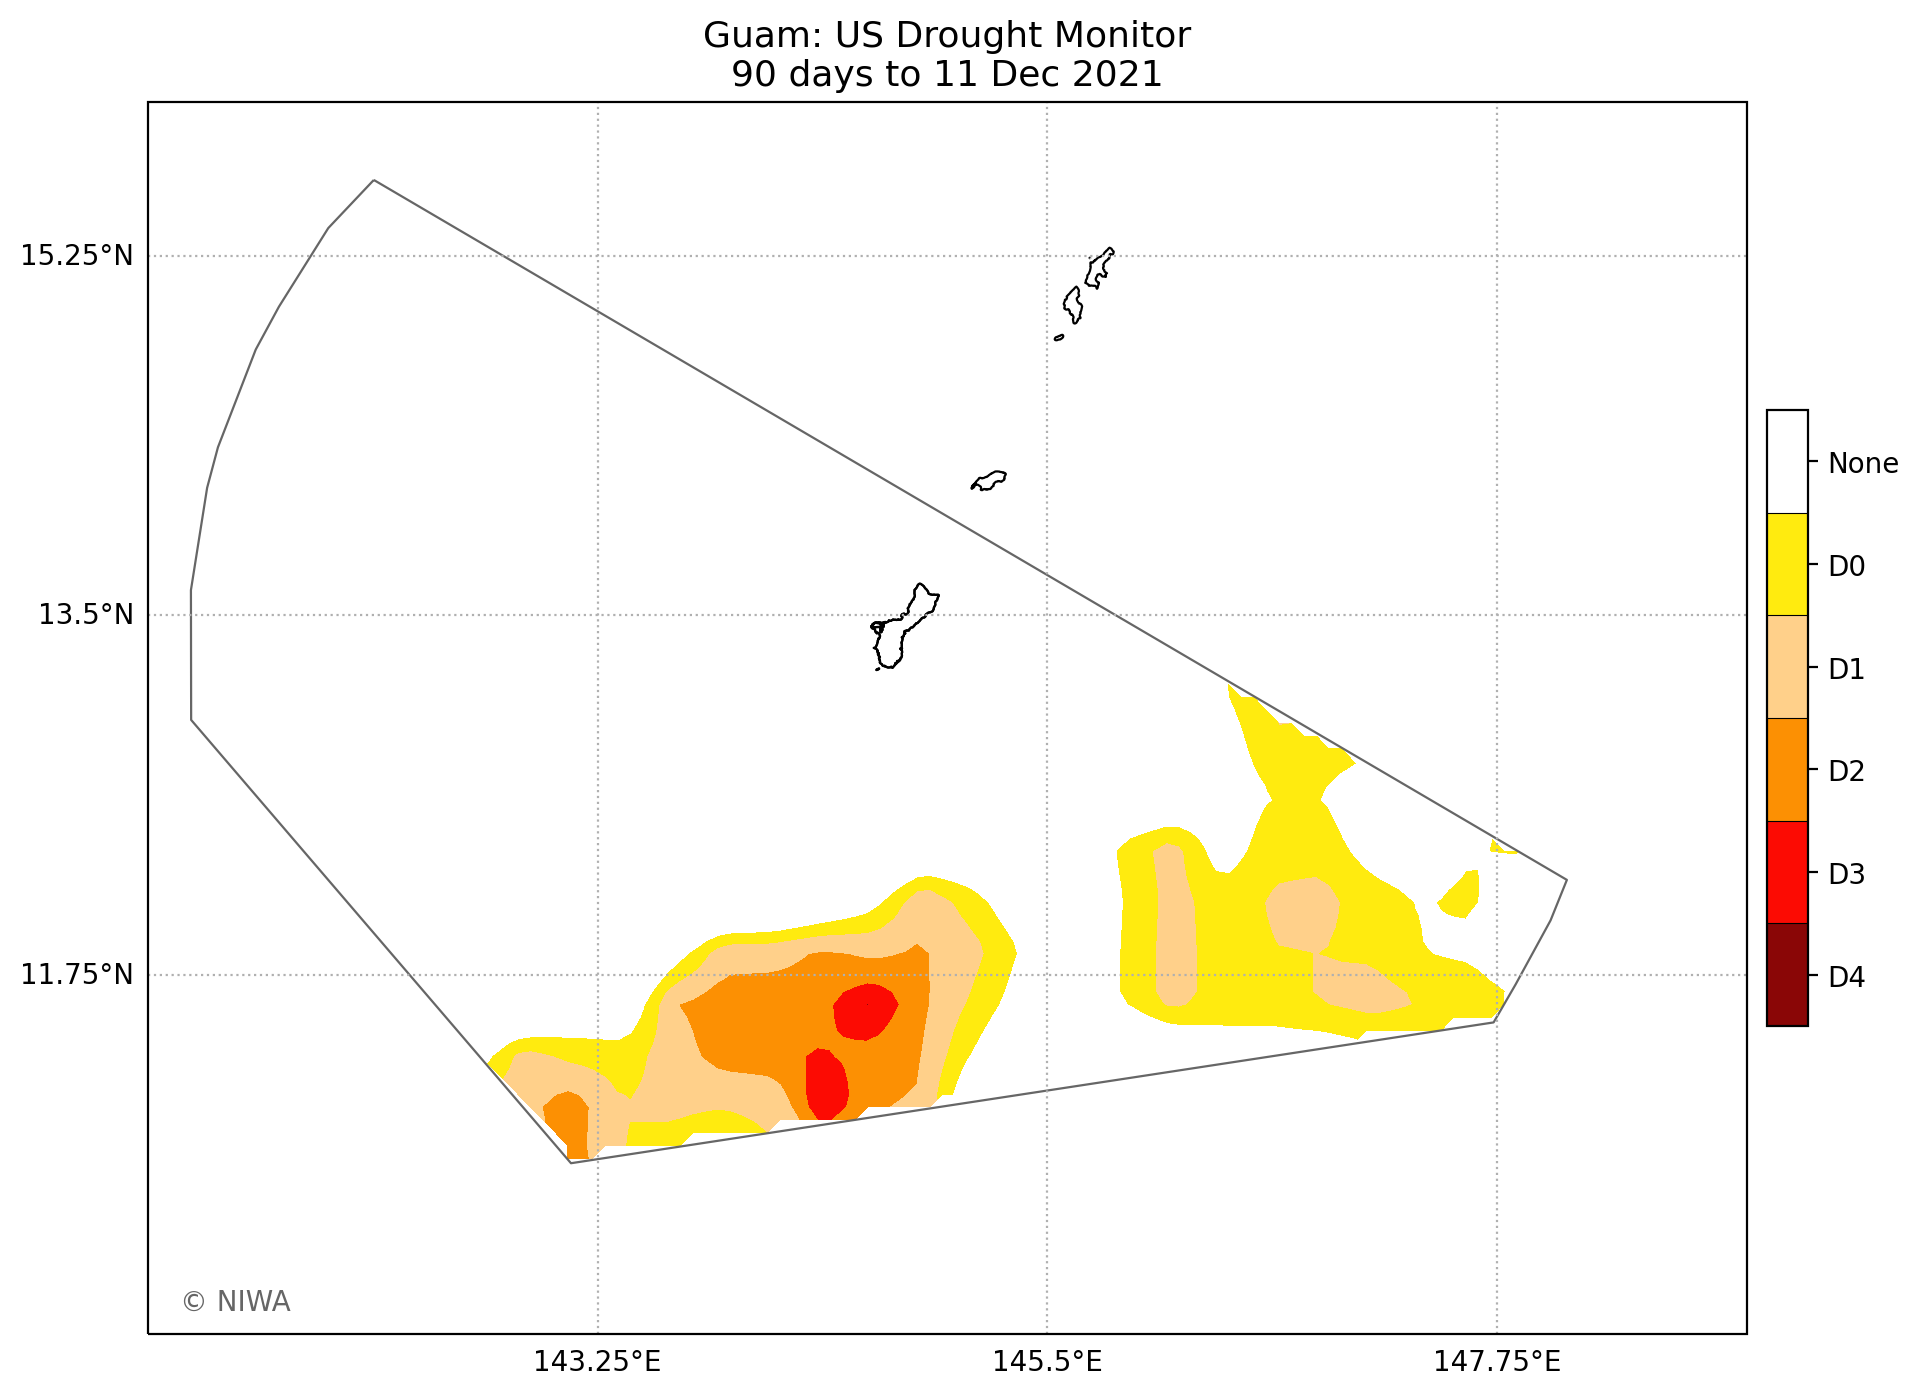 Guam: US Drought Monitor
90 days to 11 Dec 2021
15.25°N
13.5°N
11.75°N
143.25°E
145.5°E
147.75°E
None
D0
D1
D2
D3
D4
© NIWA